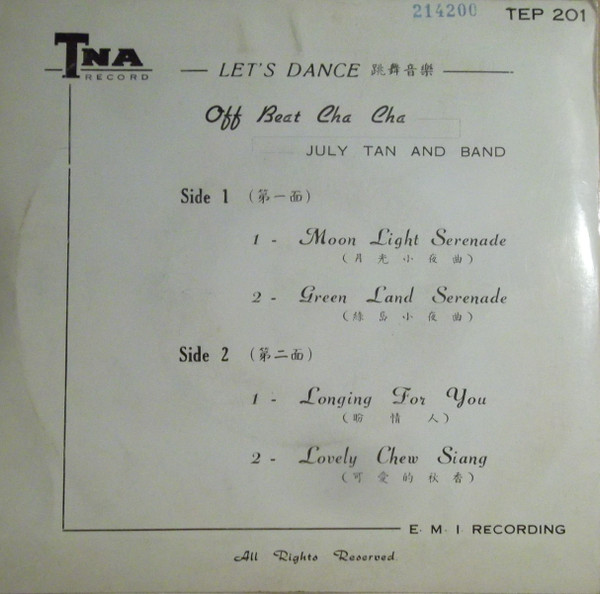 214200 TEP 201
TNA
RECORD
LET'S DANCE 跳舞音樂
Off Beat Cha Cha
JULY TAN AND BAND
Side 1 (第一面)
1 - Moon Light Serenade
(月光小夜曲)
2 - Green Land Serenade
(綠島小夜曲)
Side 2 (第二面)
1 - Longing For You
(盼情人)
2 - Lovely Chew Siang
(可愛的秋香)
E. M. I RECORDING
All Rights Reserved